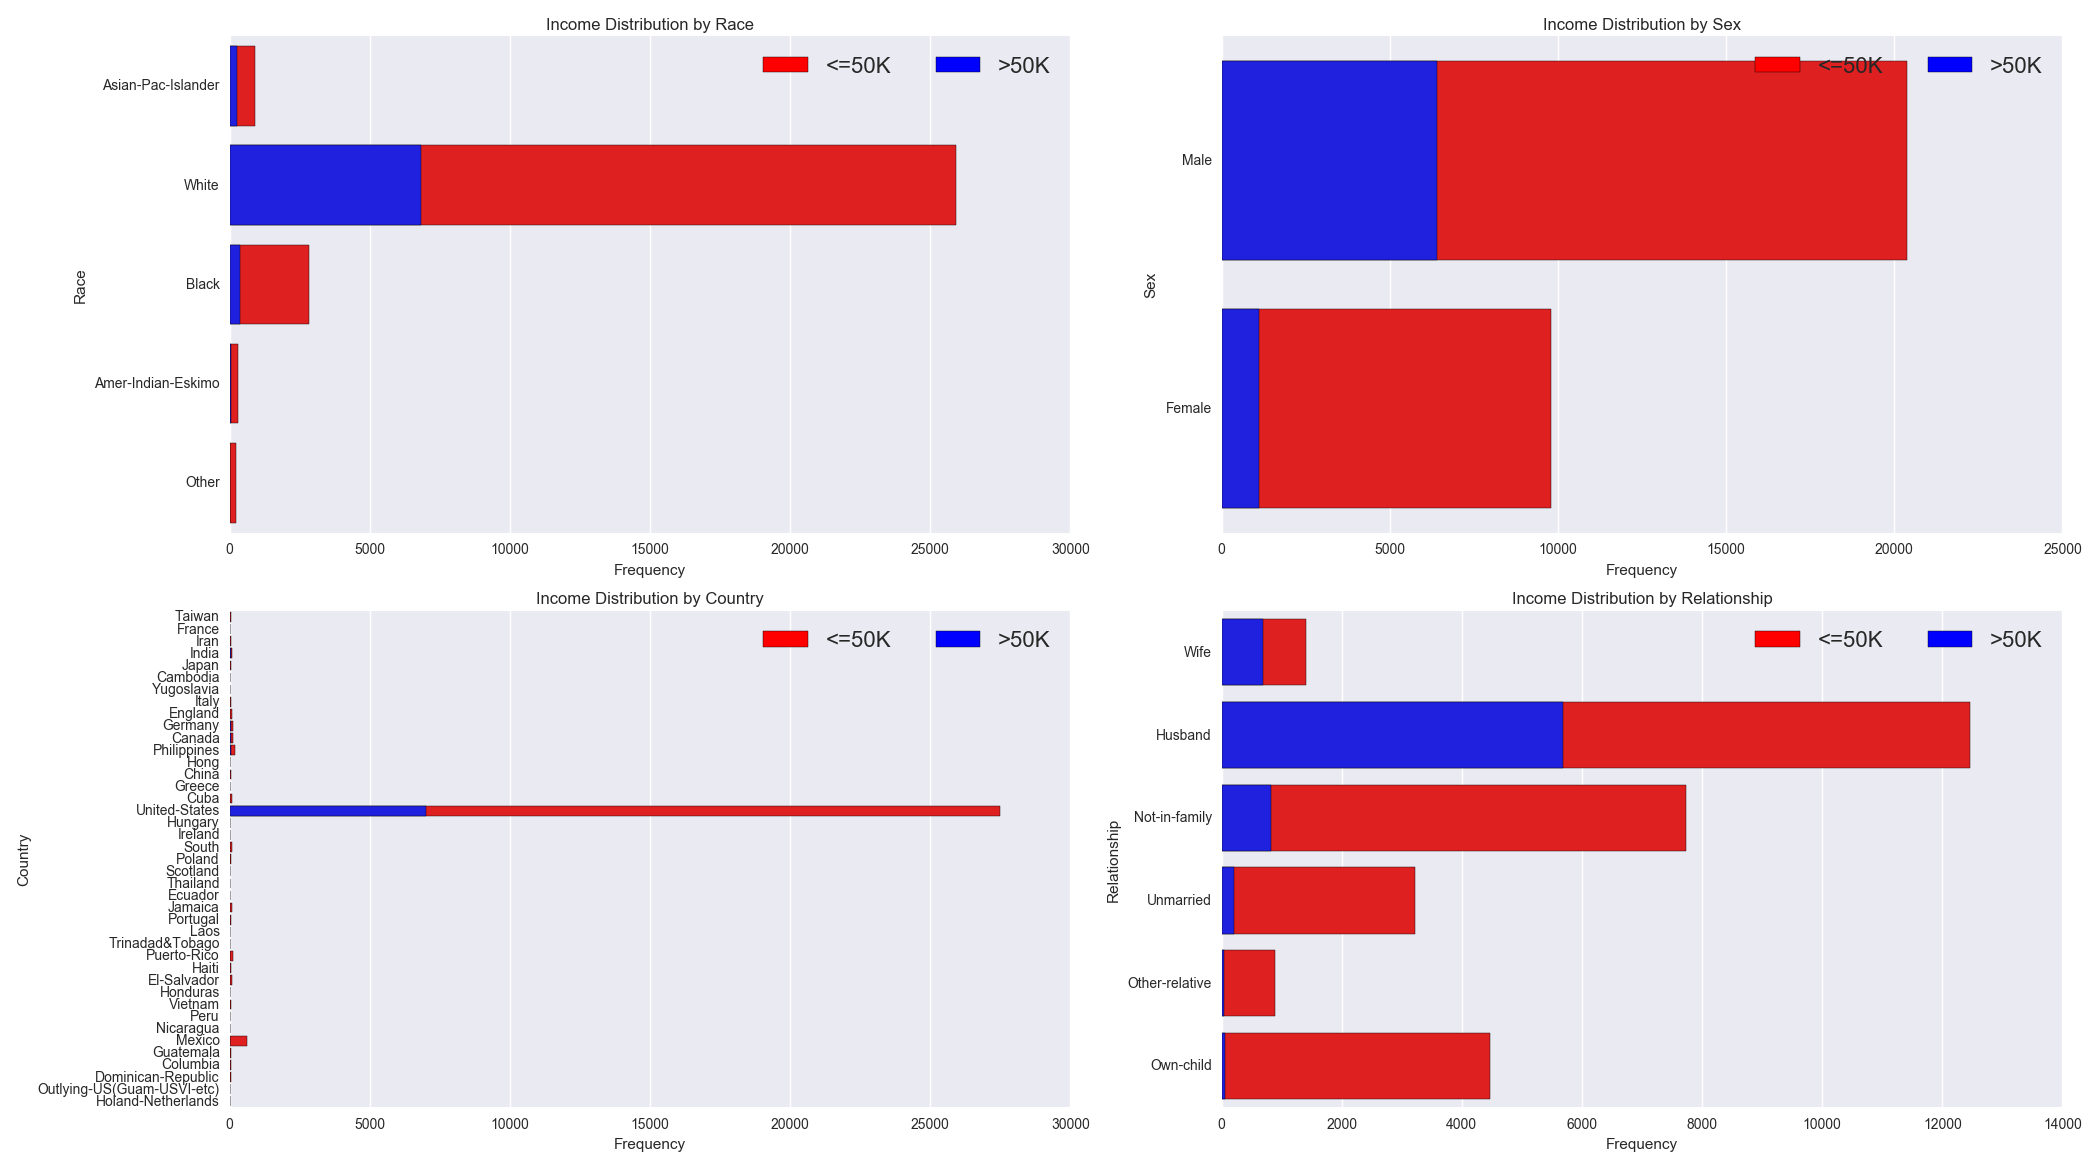 Income Distribution by Race
<=50K >50K
Race
Asian-Pac-Islander
White
Black
Amer-Indian-Eskimo
Other
0 5000 10000 15000 20000 25000 30000
Frequency
Income Distribution by Sex
<=50K >50K
Sex
Male
Female
0 5000 10000 15000 20000 25000
Frequency
Income Distribution by Country
<=50K >50K
Country
Taiwan
France
Iran
India
Japan
Cambodia
Yugoslavia
Italy
England
Germany
Canada
Philippines
Hong
China
Greece
Cuba
United-States
Hungary
Ireland
South
Poland
Scotland
Thailand
Ecuador
Jamaica
Portugal
Laos
Trinadad&Tobago
Puerto-Rico
Haiti
El-Salvador
Honduras
Vietnam
Peru
Nicaragua
Mexico
Guatemala
Columbia
Dominican-Republic
Outlying-US(Guam-USVI-etc)
Holand-Netherlands
0 5000 10000 15000 20000 25000 30000
Frequency
Income Distribution by Relationship
<=50K >50K
Relationship
Wife
Husband
Not-in-family
Unmarried
Other-relative
Own-child
0 2000 4000 6000 8000 10000 12000 14000
Frequency